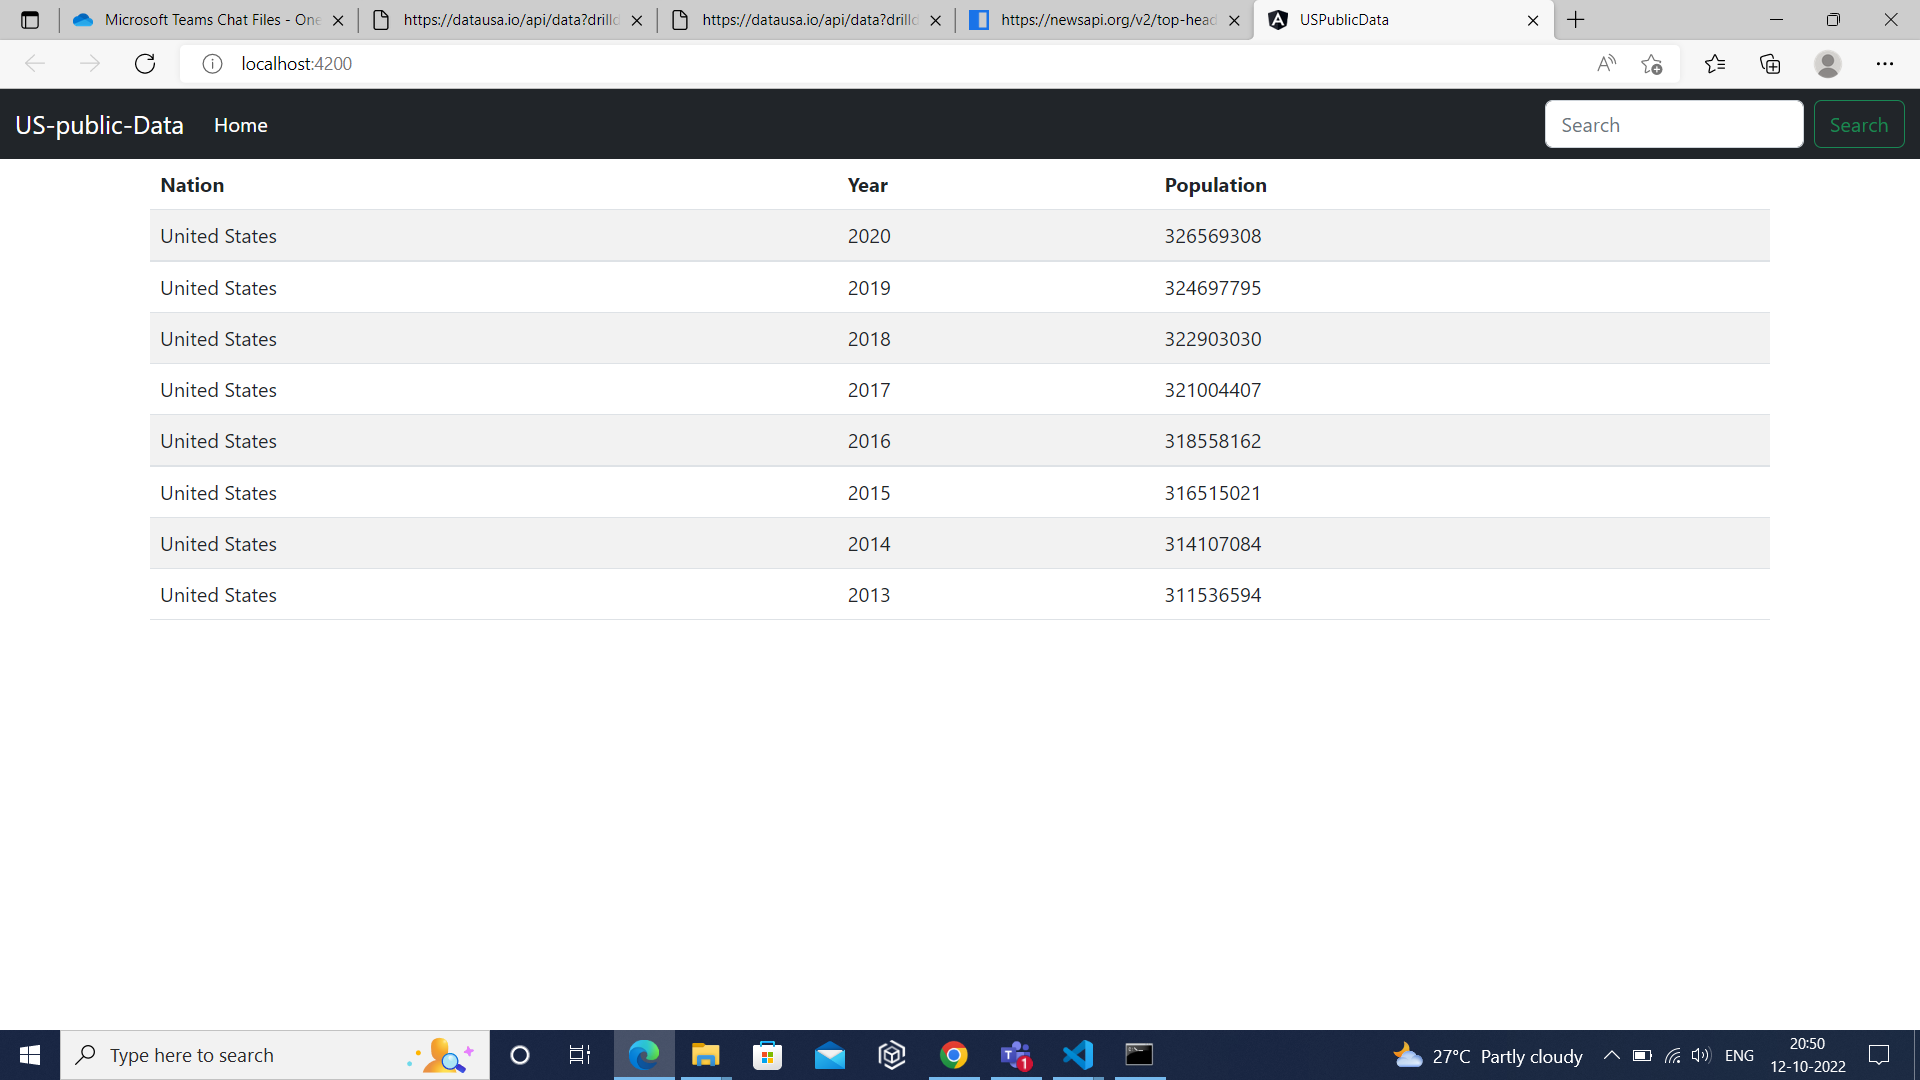 Microsoft Teams Chat Files - One
https://datausa.io/api/data?drilld
https://datausa.io/api/data?drilld
https://newsapi.org/v2/top-head
USPublicData
localhost:4200
US-public-Data Home Search Search
Nation Year Population
United States 2020 326569308
United States 2019 324697795
United States 2018 322903030
United States 2017 321004407
United States 2016 318558162
United States 2015 316515021
United States 2014 314107084
United States 2013 311536594
Type here to search
1
27°C Partly cloudy
ENG
20:50
12-10-2022